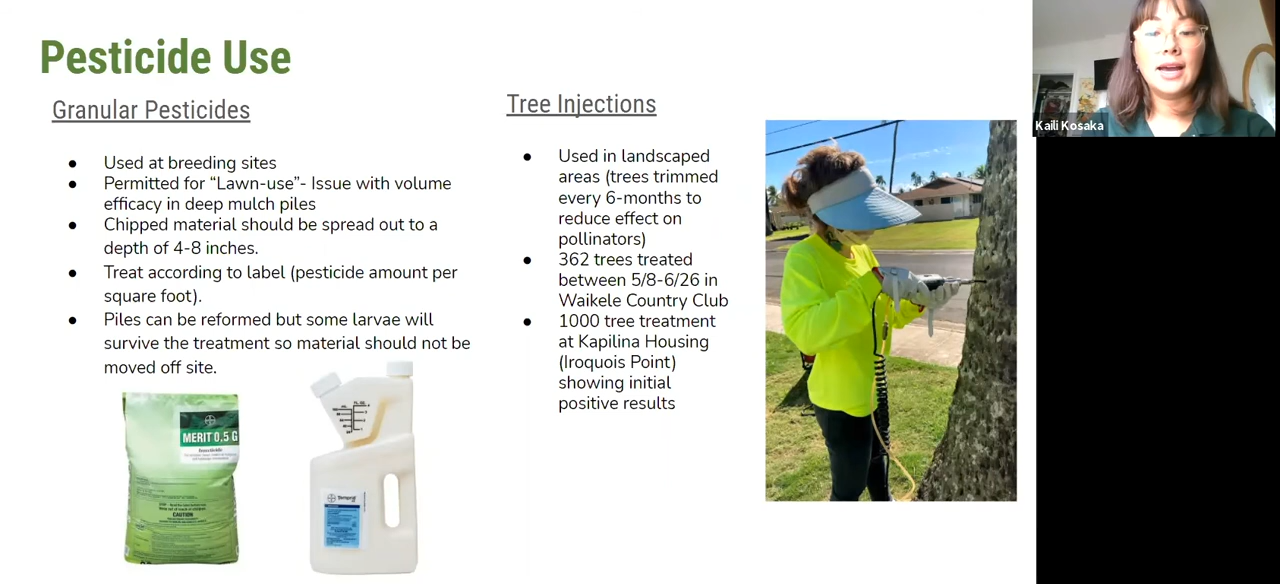 Pesticide Use
Granular Pesticides
● Used at breeding sites
● Permitted for “Lawn-use”- Issue with volume
efficacy in deep mulch piles
● Chipped material should be spread out to a
depth of 4-8 inches.
● Treat according to label (pesticide amount per
square foot).
● Piles can be reformed but some larvae will
survive the treatment so material should not be
moved off site.
MERIT 0.5 G
Insecticide
CAUTION
Tempo
Tree Injections
● Used in landscaped
areas (trees trimmed
every 6-months to
reduce effect on
pollinators)
● 362 trees treated
between 5/8-6/26 in
Waikele Country Club
● 1000 tree treatment
at Kapilina Housing
(Iroquois Point)
showing initial
positive results
Kaili Kosaka